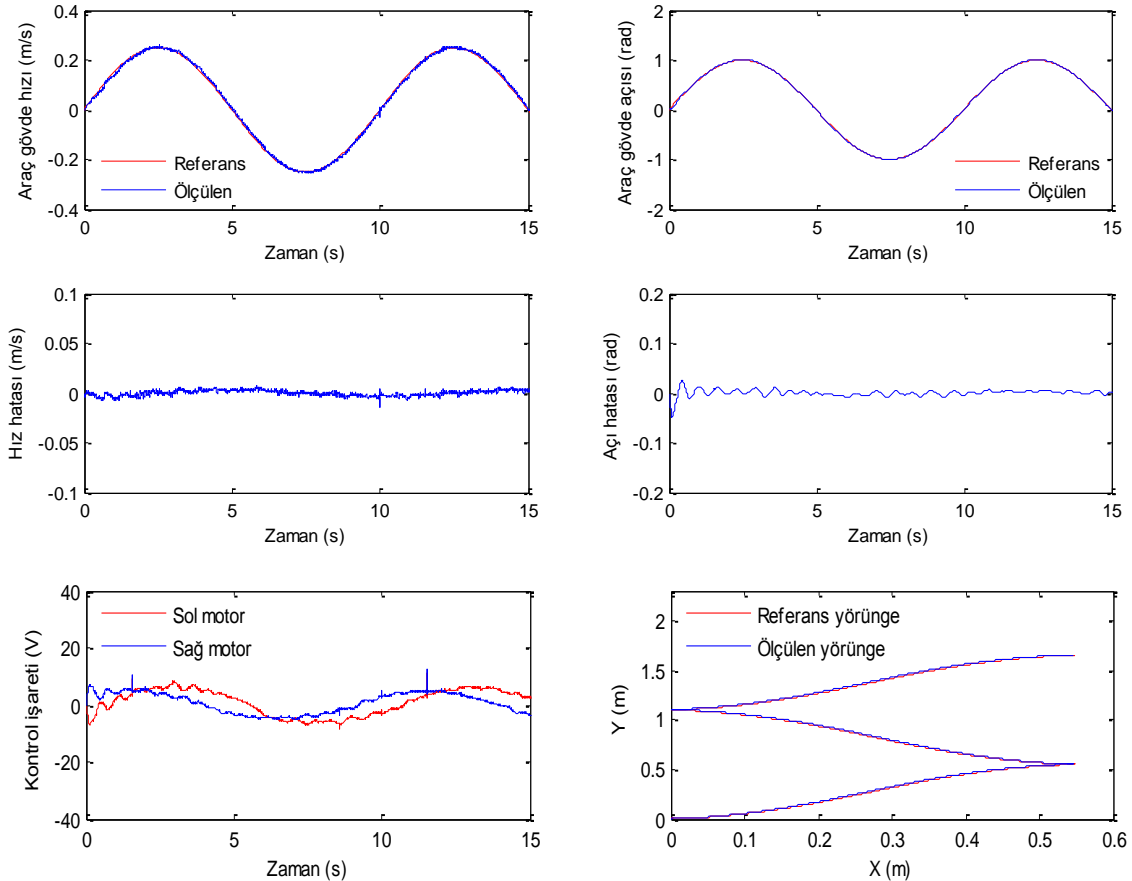 Araç gövde hızı (m/s)
0.4
0.2
0
-0.2
-0.4
Referans
Ölçülen
0
5
10
15
Zaman (s)
Araç gövde açısı (rad)
2
1
0
-1
-2
Referans
Ölçülen
0
5
10
15
Zaman (s)
Hız hatası (m/s)
0.1
0.05
0
-0.05
-0.1
0
5
10
15
Zaman (s)
Açı hatası (rad)
0.2
0.1
0
-0.1
-0.2
0
5
10
15
Zaman (s)
Kontrol işareti (V)
40
20
0
-20
-40
Sol motor
Sağ motor
0
5
10
15
Zaman (s)
Y (m)
2
1.5
1
0.5
0
Referans yörünge
Ölçülen yörünge
0
0.1
0.2
0.3
0.4
0.5
0.6
X (m)